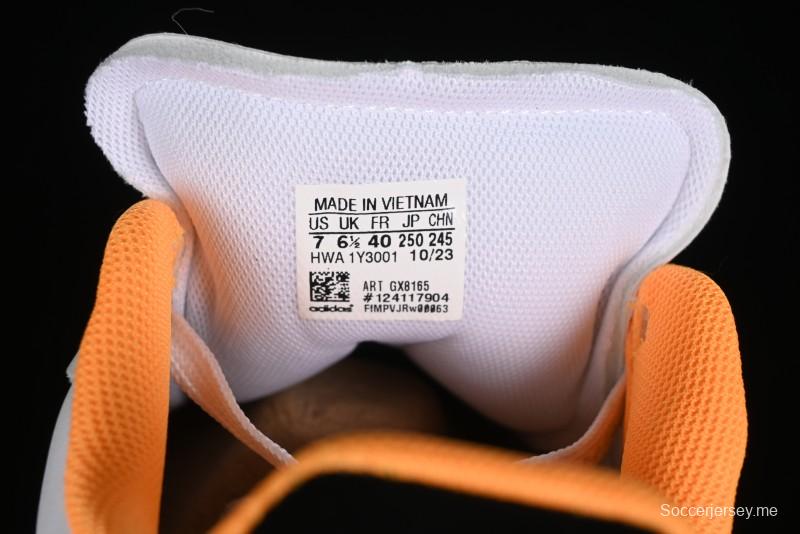 MADE IN VIETNAM
US UK FR JP CHN
7 6½ 40 250 245
HWA 1Y3001 10/23
ART GX8165
#124117904
adidas
Soccerjersey.me